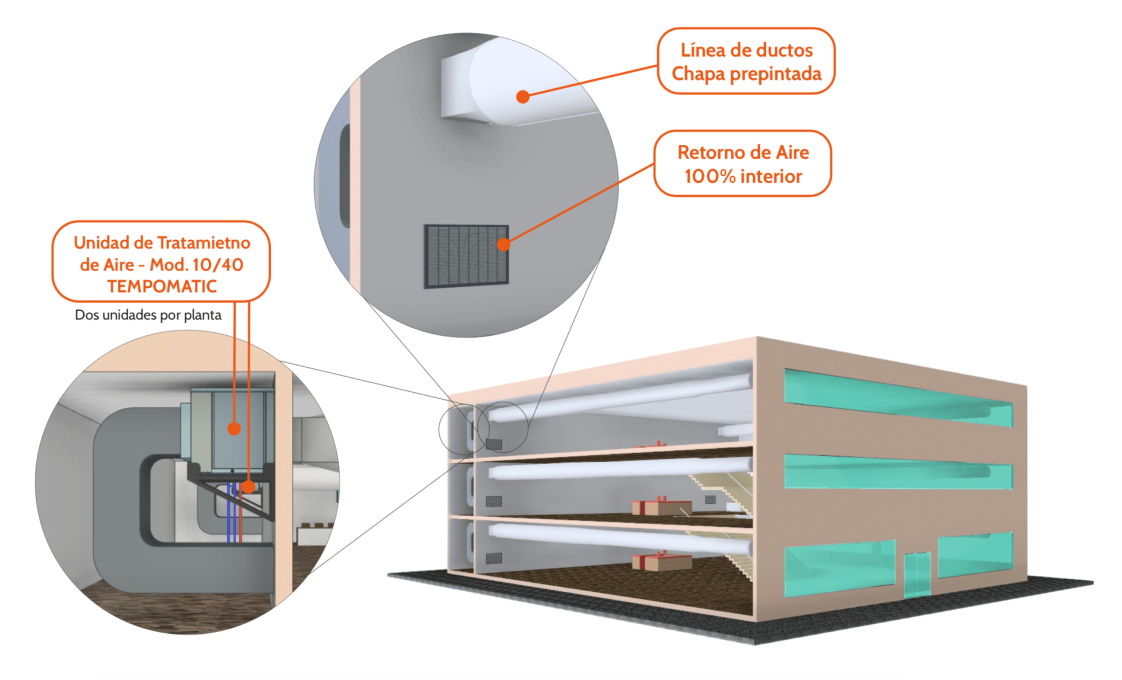 Línea de ductos
Chapa prepintada
Retorno de Aire
100% interior
Unidad de Tratamietno
de Aire - Mod. 10/40
TEMPOMATIC
Dos unidades por planta